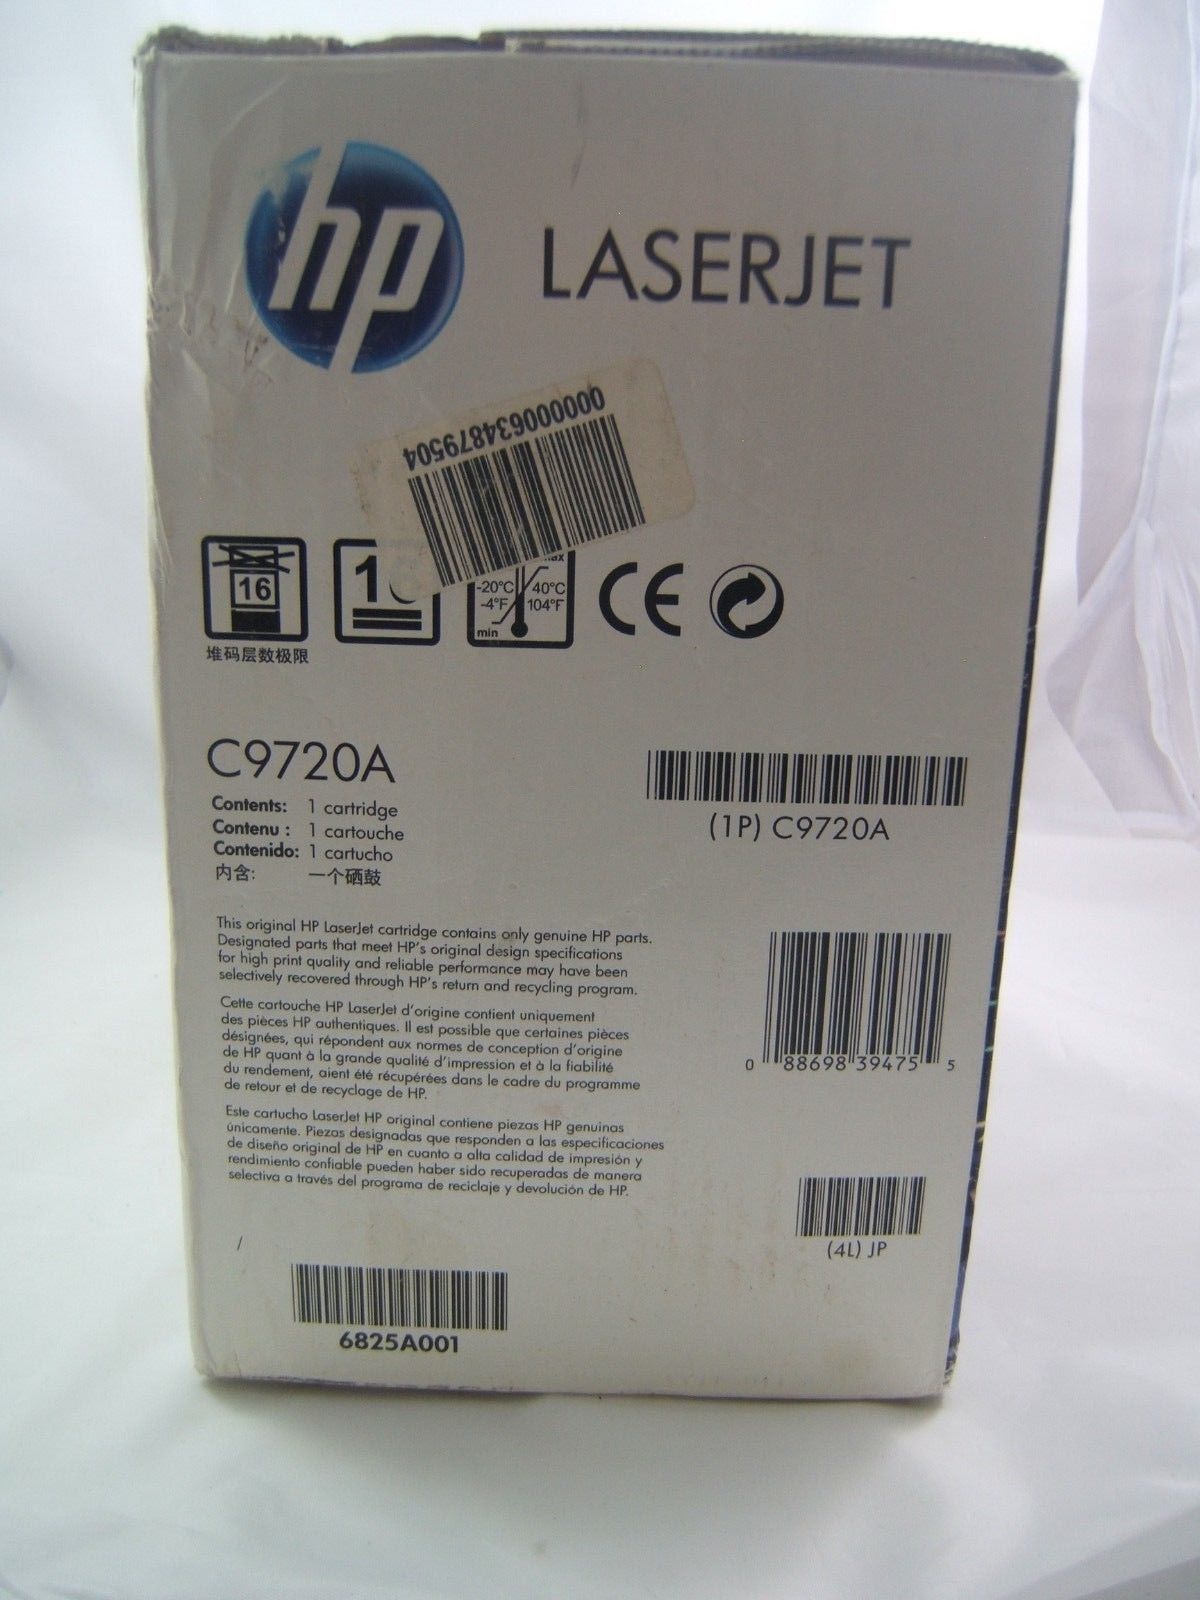 hp LASERJET
000000634879504
16
16
max
-20°C 40°C
-4°F 104°F
min
CE
堆码层数极限
C9720A
Contents: 1 cartridge
Contenu : 1 cartouche
Contenido: 1 cartucho
内含: 一个硒鼓
(1P) C9720A
This original HP LaserJet cartridge contains only genuine HP parts.
Designated parts that meet HP's original design specifications
for high print quality and reliable performance may have been
selectively recovered through HP's return and recycling program.
Cette cartouche HP LaserJet d'origine contient uniquement
des pièces HP authentiques. Il est possible que certaines pièces
désignées, qui répondent aux normes de conception d'origine
de HP quant à la grande qualité d'impression et à la fiabilité
du rendement, aient été récupérées dans le cadre du programme
de retour et de recyclage de HP.
Este cartucho LaserJet HP original contiene piezas HP genuinas
únicamente. Piezas designadas que responden a las especificaciones
de diseño original de HP en cuanto a alta calidad de impresión y
rendimiento confiable pueden haber sido recuperadas de manera
selectiva a través del programa de reciclaje y devolución de HP.
0 88698 39475 5
(4L) JP
6825A001